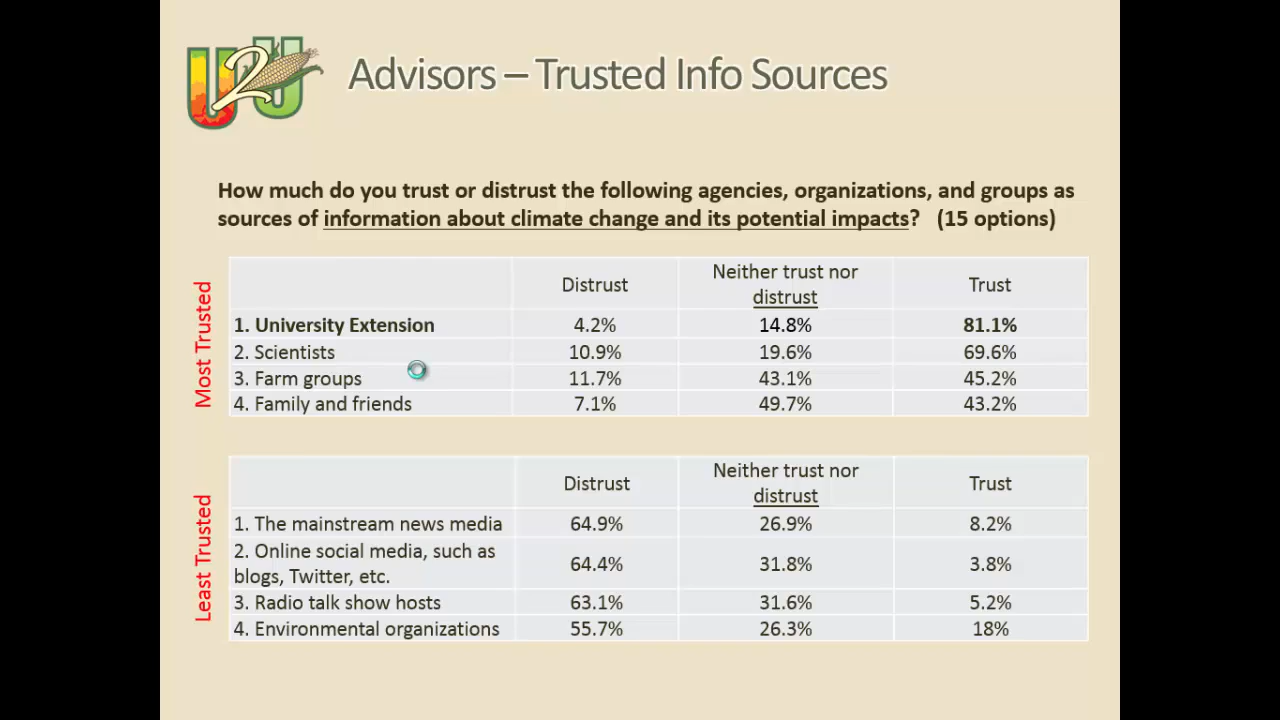 U2U
Advisors – Trusted Info Sources
How much do you trust or distrust the following agencies, organizations, and groups as
sources of information about climate change and its potential impacts? (15 options)
Most Trusted
Distrust Neither trust nor distrust Trust
1. University Extension 4.2% 14.8% 81.1%
2. Scientists 10.9% 19.6% 69.6%
3. Farm groups 11.7% 43.1% 45.2%
4. Family and friends 7.1% 49.7% 43.2%
Least Trusted
Distrust Neither trust nor distrust Trust
1. The mainstream news media 64.9% 26.9% 8.2%
2. Online social media, such as
blogs, Twitter, etc. 64.4% 31.8% 3.8%
3. Radio talk show hosts 63.1% 31.6% 5.2%
4. Environmental organizations 55.7% 26.3% 18%